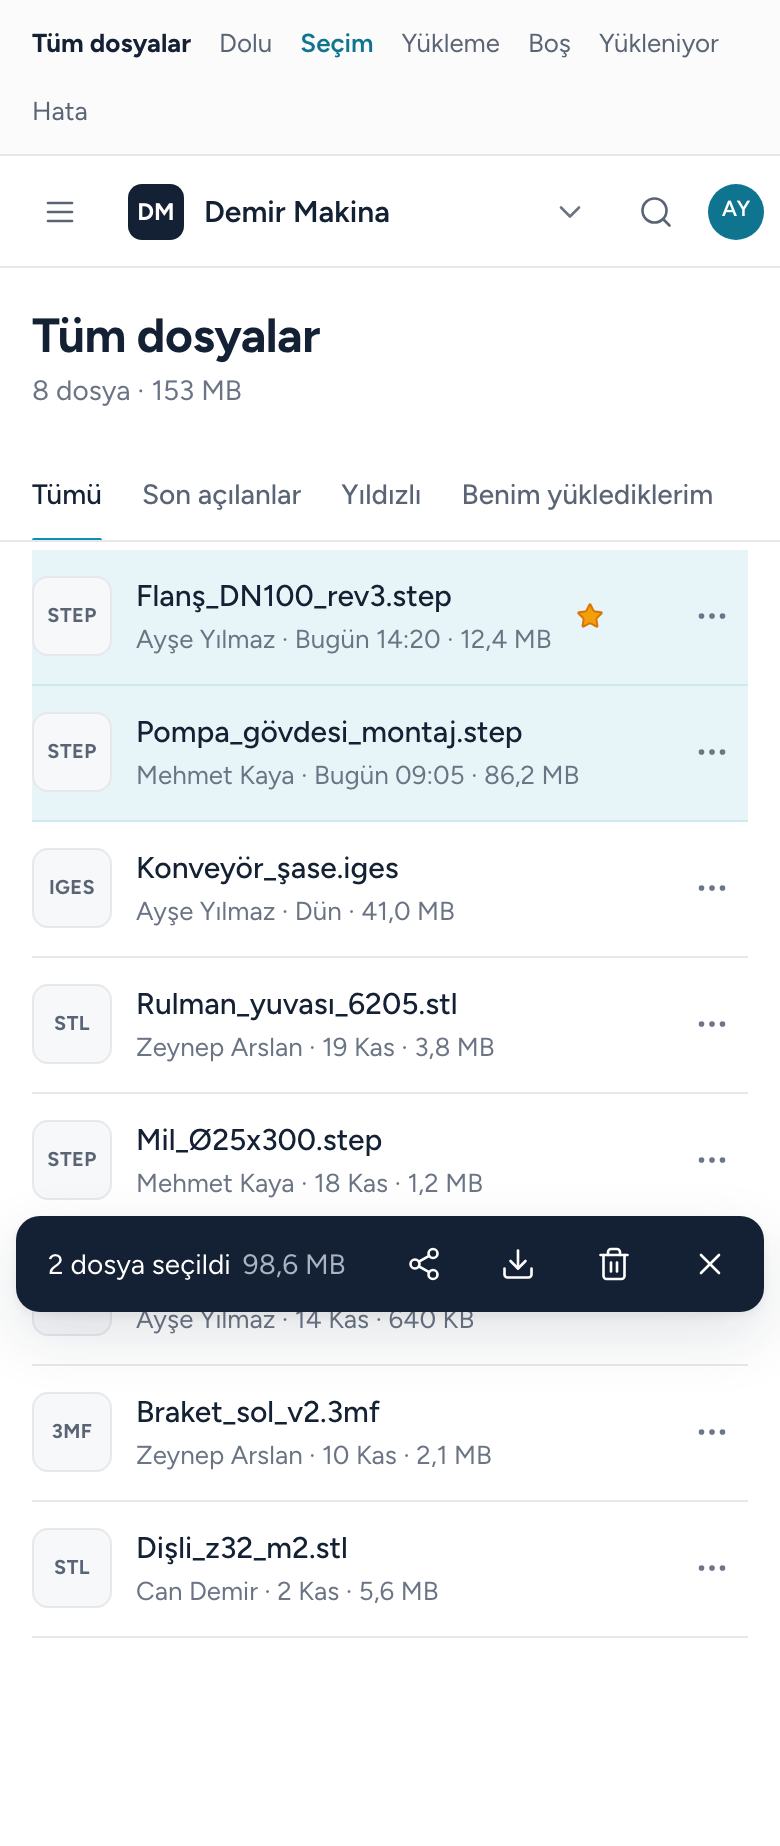 Tüm dosyalar Dolu Seçim Yükleme Boş Yükleniyor
Hata
DM Demir Makina AY
Tüm dosyalar
8 dosya · 153 MB
Tümü Son açılanlar Yıldızlı Benim yüklediklerim
STEP Flanş_DN100_rev3.step
Ayşe Yılmaz · Bugün 14:20 · 12,4 MB
STEP Pompa_gövdesi_montaj.step
Mehmet Kaya · Bugün 09:05 · 86,2 MB
IGES Konveyör_şase.iges
Ayşe Yılmaz · Dün · 41,0 MB
STL Rulman_yuvası_6205.stl
Zeynep Arslan · 19 Kas · 3,8 MB
STEP Mil_Ø25x300.step
Mehmet Kaya · 18 Kas · 1,2 MB
2 dosya seçildi 98,6 MB
Ayşe Yılmaz · 14 Kas · 640 KB
3MF Braket_sol_v2.3mf
Zeynep Arslan · 10 Kas · 2,1 MB
STL Dişli_z32_m2.stl
Can Demir · 2 Kas · 5,6 MB